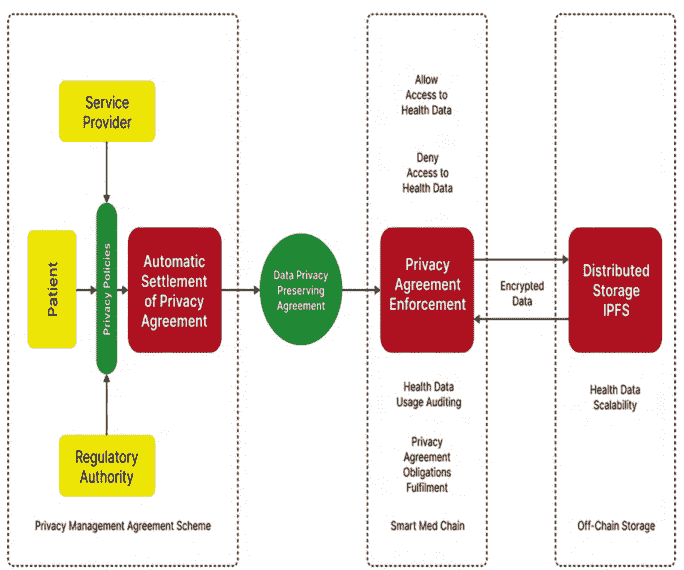 Service
Provider
Patient
Privacy Policies
Automatic
Settlement
of Privacy
Agreement
Regulatory
Authority
Privacy Management Agreement Scheme
Data Privacy
Preserving
Agreement
Allow
Access to
Health Data
Deny
Access to
Health Data
Privacy
Agreement
Enforcement
Health Data
Usage Auditing
Privacy
Agreement
Obligations
Fulfilment
Smart Med Chain
Encrypted
Data
Distributed
Storage
IPFS
Health Data
Scalability
Off-Chain Storage